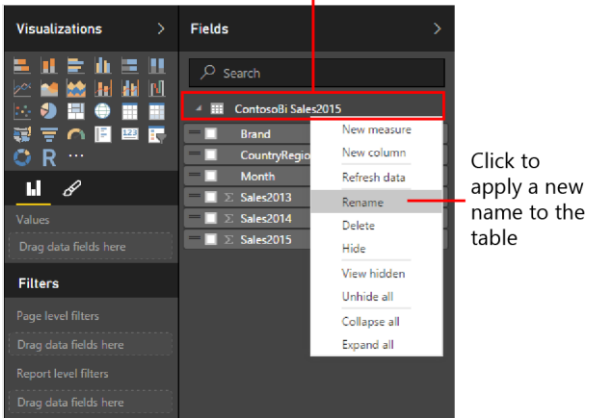 Visualizations
Fields
Search
ContosoBi Sales2015
Brand
CountryRegio
Month
Σ Sales2013
Σ Sales2014
Σ Sales2015
New measure
New column
Refresh data
Rename
Delete
Hide
View hidden
Unhide all
Collapse all
Expand all
Click to
apply a new
name to the
table
R
123
...
Values
Drag data fields here
Filters
Page level filters
Drag data fields here
Report level filters
Drag data fields here